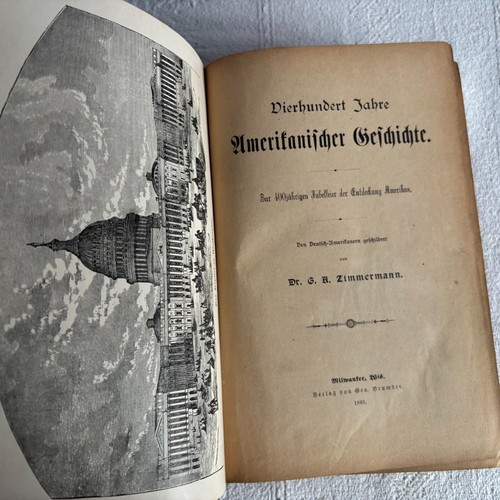 Vierhundert Jahre
Amerikanischer Geschichte.
Zur 400jährigen Jubelfeier der Entdeckung Amerikas.
Den Deutsch-Amerikanern geschildert
von
Dr. G. A. Zimmermann.
Milwaukee, Wis.
Verlag von Geo. Brumder.